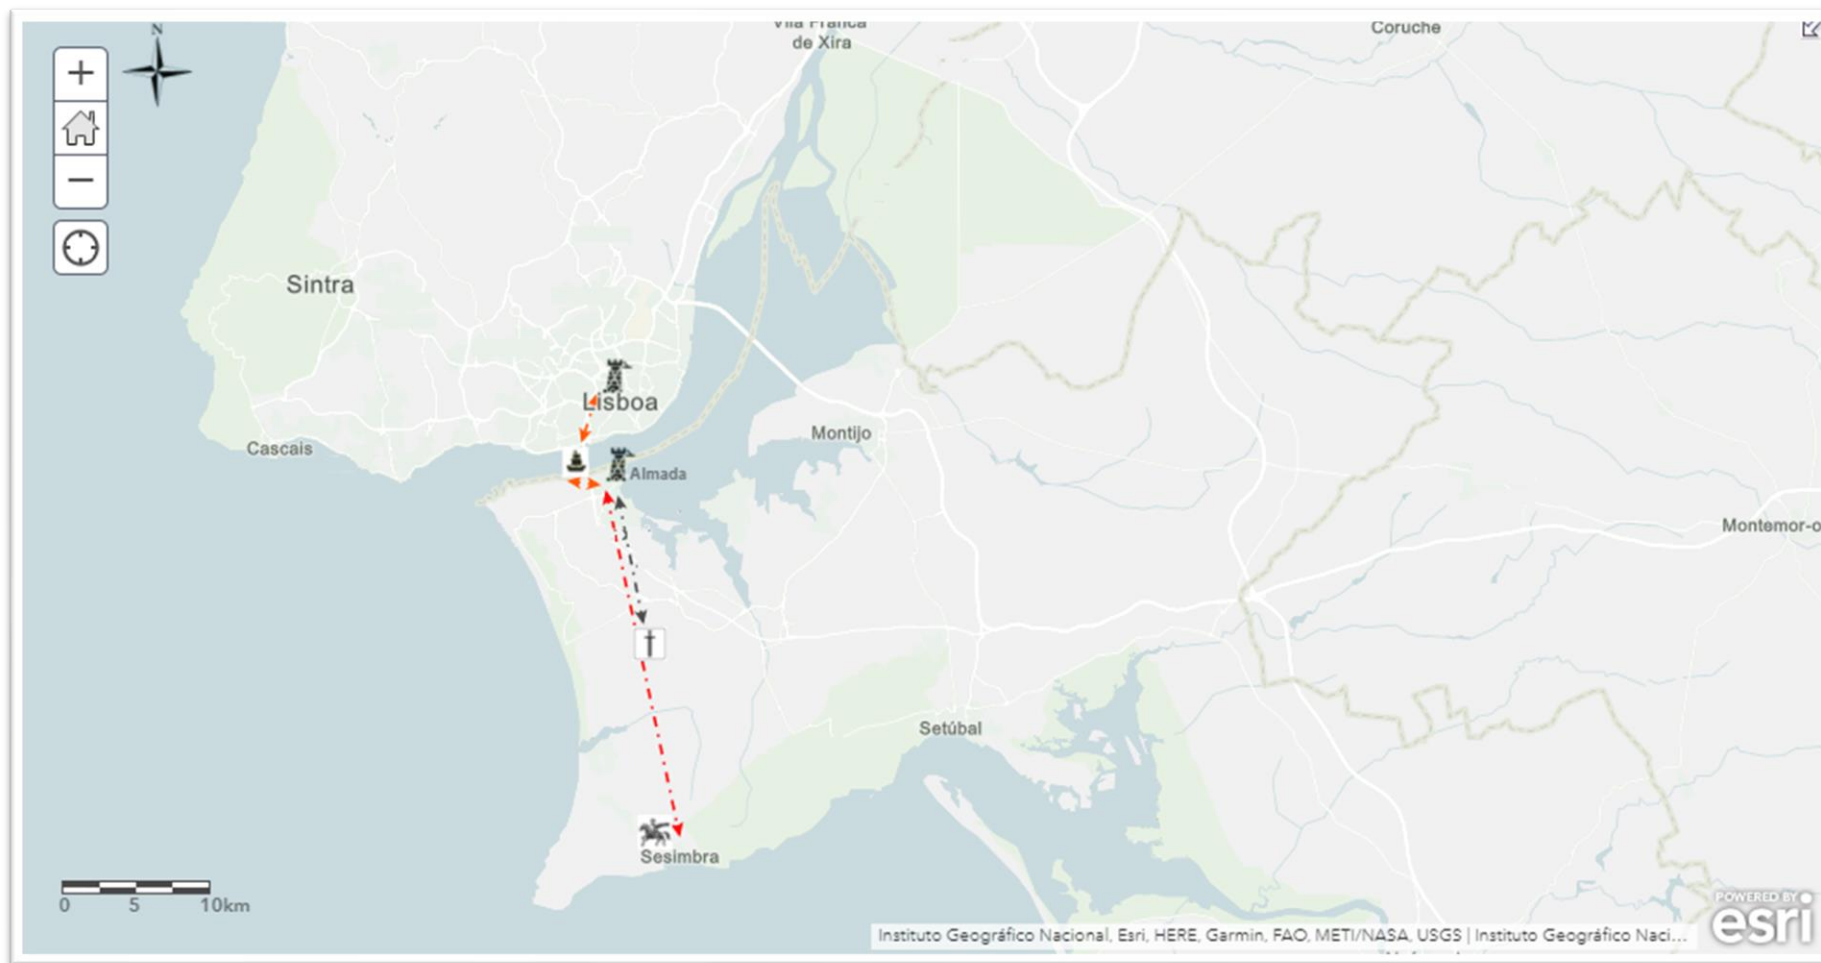 N
Vila Franca
de Xira
Coruche
+
−
Sintra
Lisboa
Cascais
Montijo
Almada
Montemor-o
Setúbal
Sesimbra
0 5 10km
POWERED BY
esri
Instituto Geográfico Nacional, Esri, HERE, Garmin, FAO, METI/NASA, USGS | Instituto Geográfico Naci...